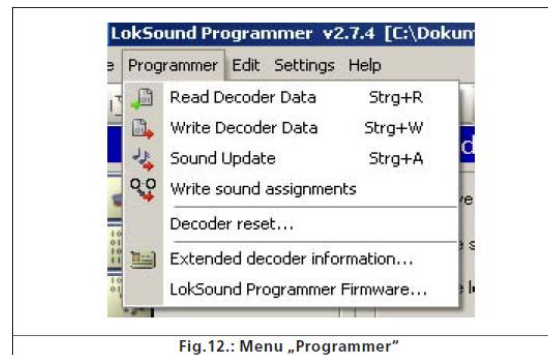 LokSound Programmer v2.7.4 [C:\Dokum
e Programmer Edit Settings Help
Read Decoder Data Strg+R
Write Decoder Data Strg+W
Sound Update Strg+A
Write sound assignments
Decoder reset...
Extended decoder information...
LokSound Programmer Firmware...
Fig.12.: Menu „Programmer“